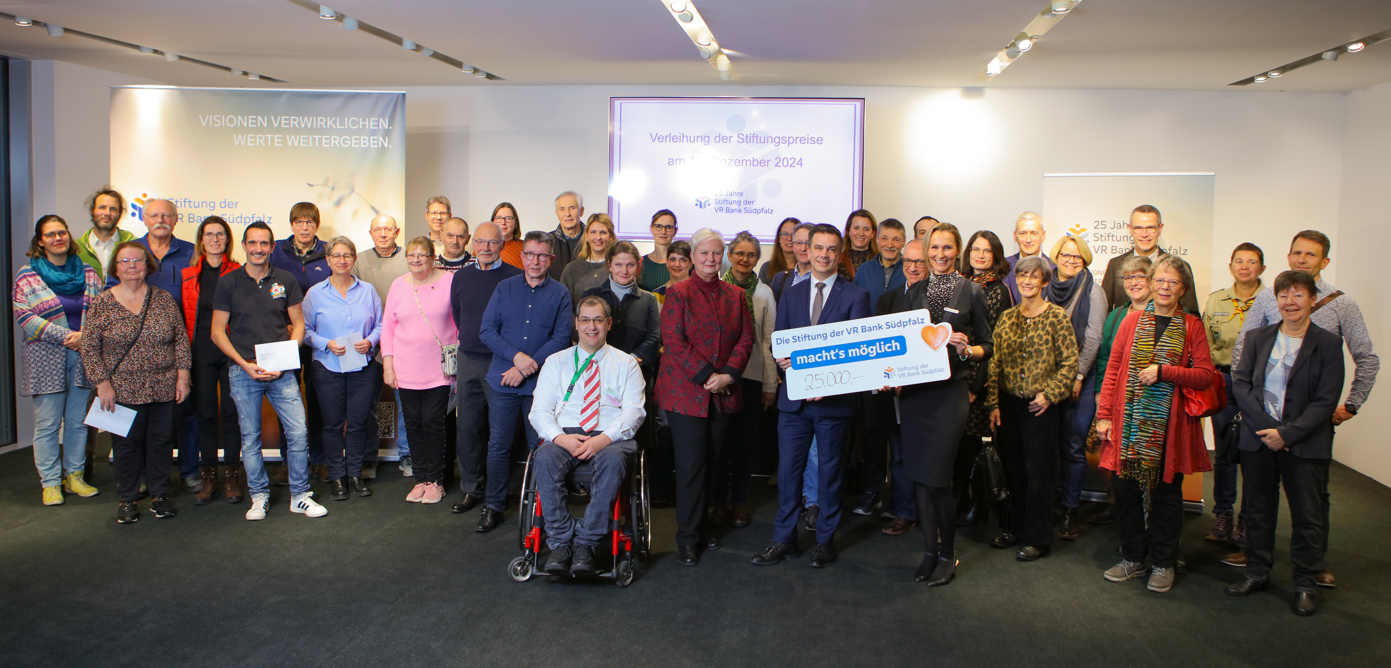 VISIONEN VERWIRKLICHEN.
WERTE WEITERGEBEN.
Stiftung der
VR Bank Südpfalz
Verleihung der Stiftungspreise
am Dezember 2024
25 Jahre
Stiftung der
VR Bank Südpfalz
25 Jahre
Stiftung
VR Bank Südpfalz
Die Stiftung der VR Bank Südpfalz
macht's möglich
25.000,--
Stiftung der
VR Bank Südpfalz